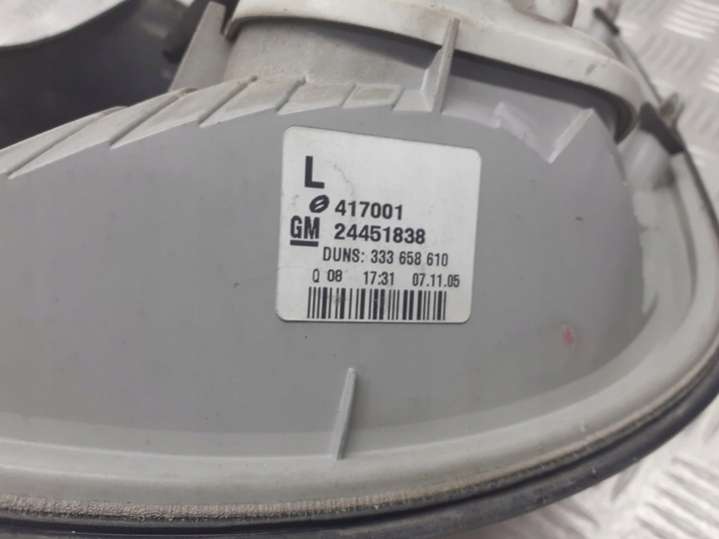 L
417001
GM 24451838
DUNS: 333 658 610
Q 08 17:31 07.11.05